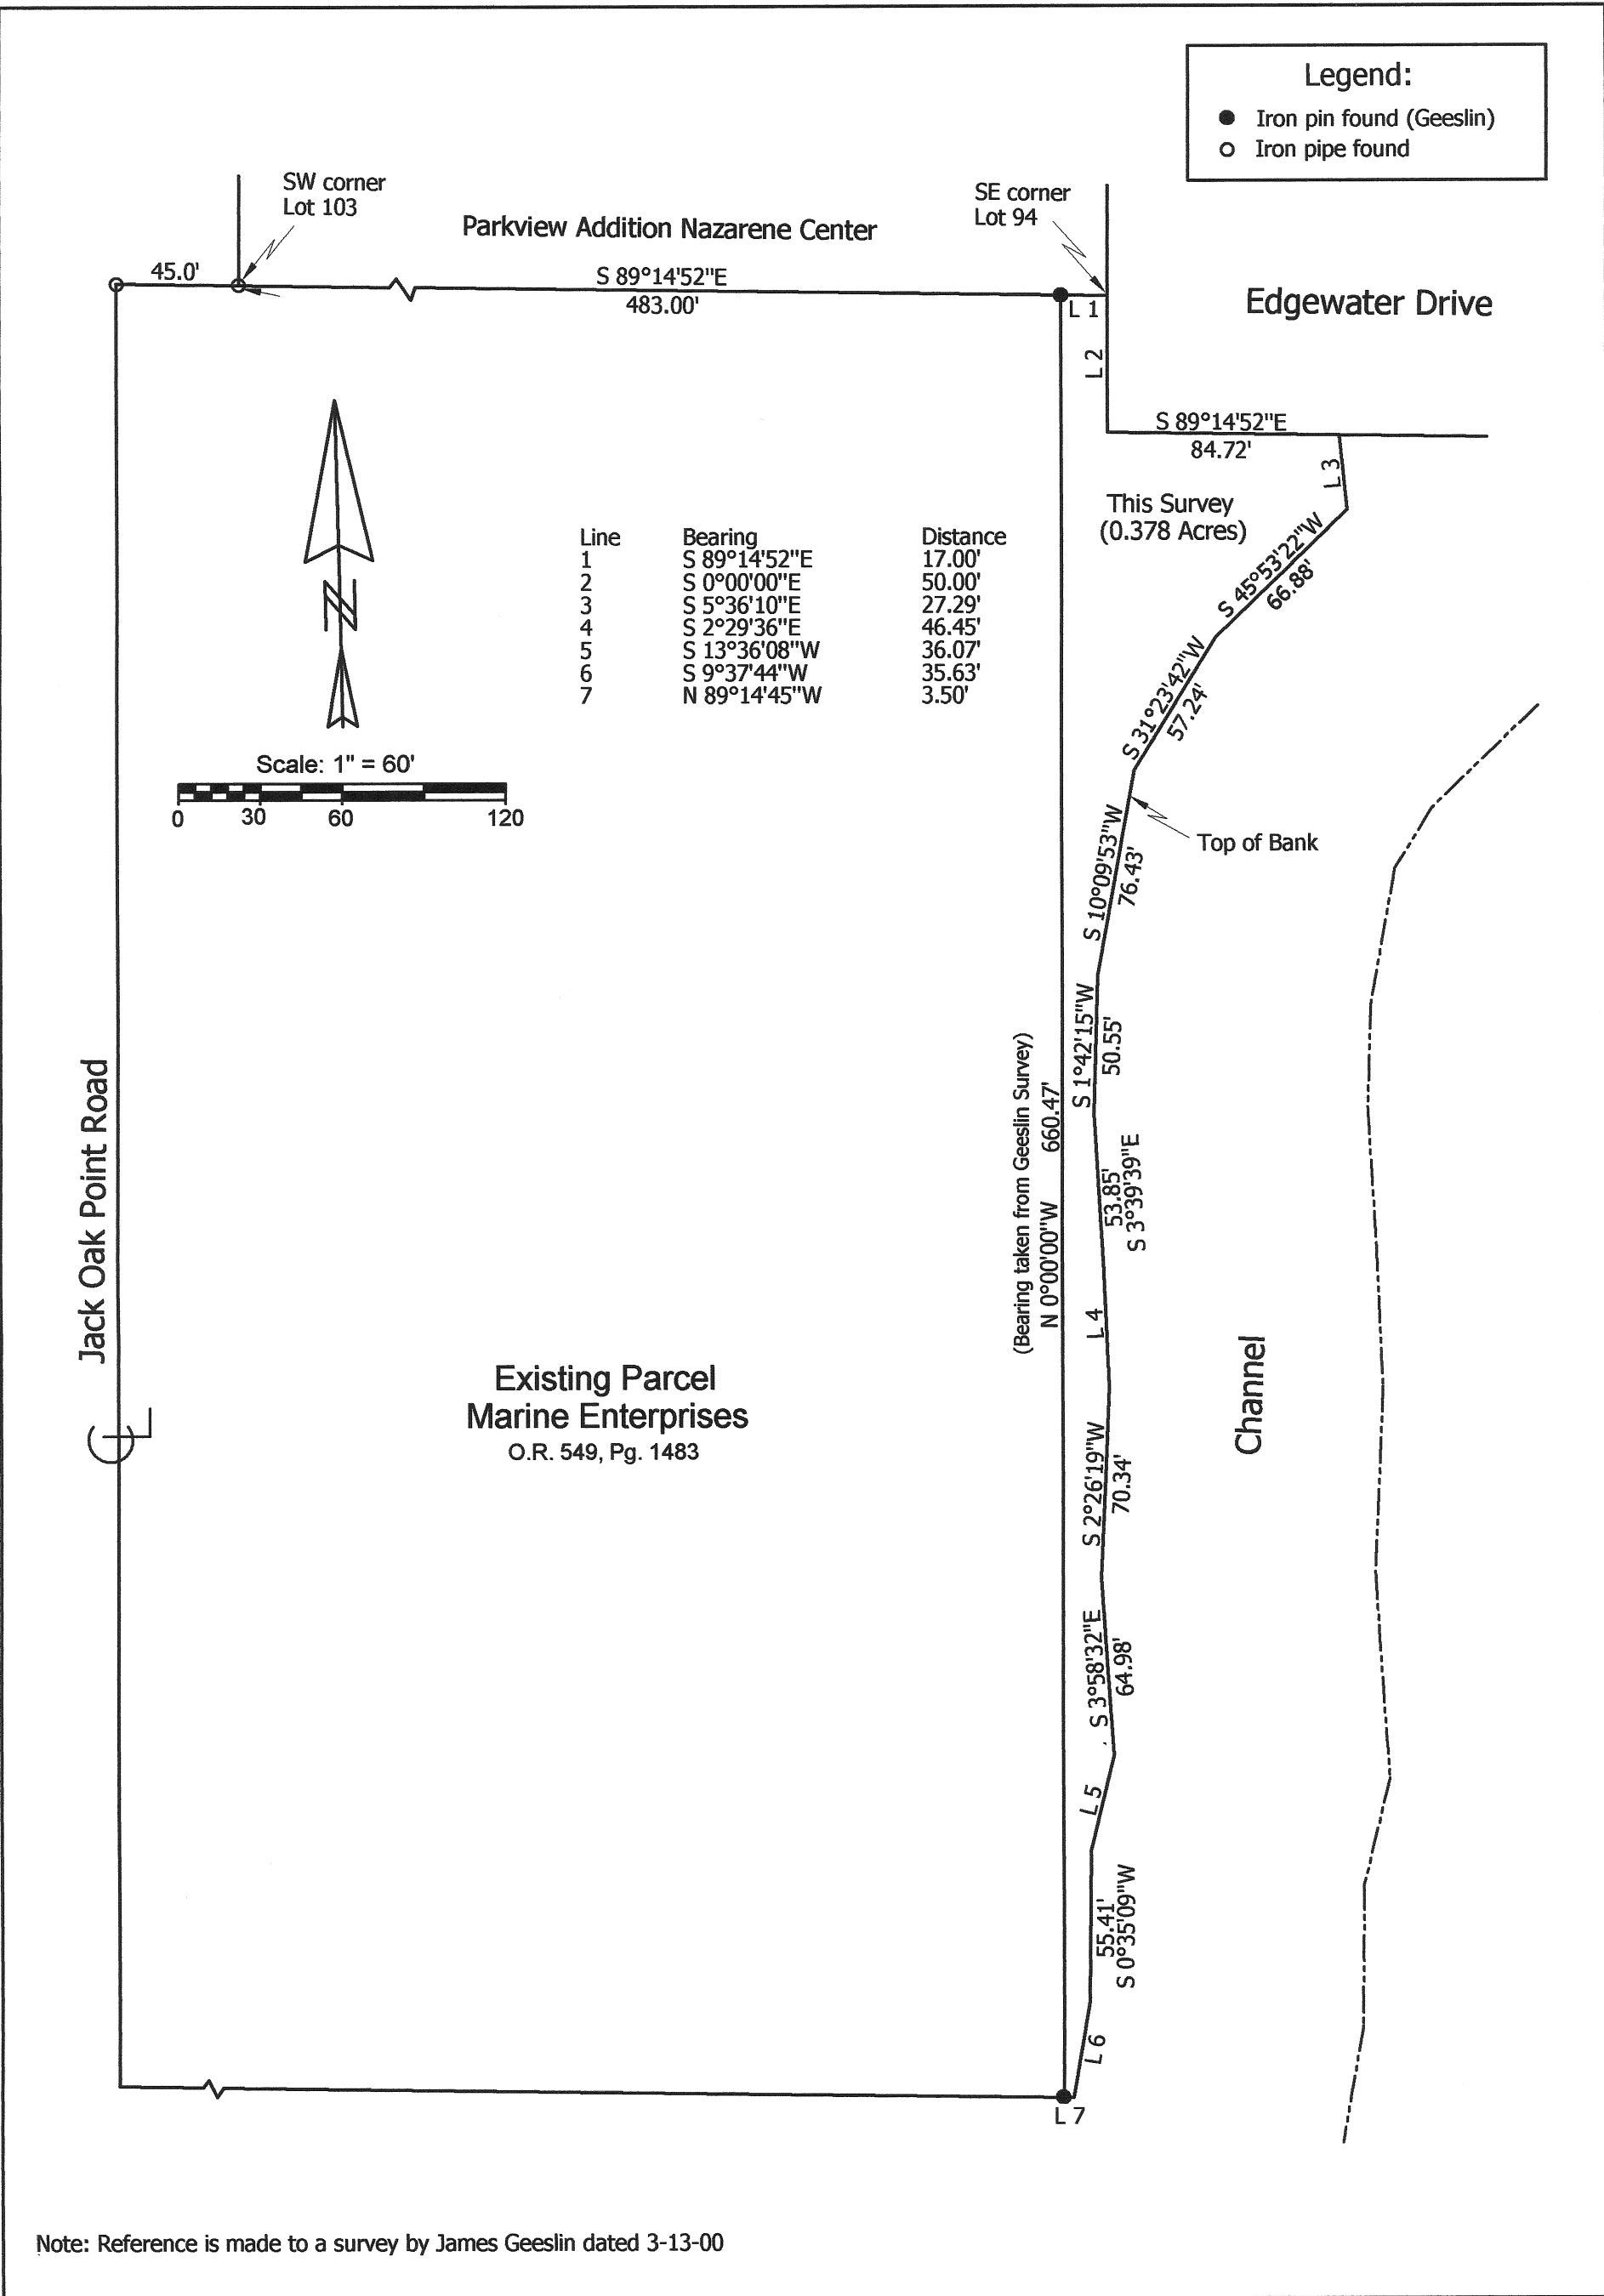 Legend:
Iron pin found (Geeslin)
Iron pipe found
SW corner
Lot 103
Parkview Addition Nazarene Center
SE corner
Lot 94
45.0'
S 89°14'52"E
483.00'
L 1
Edgewater Drive
L 2
S 89°14'52"E
84.72'
L 3
This Survey
(0.378 Acres)
Line Bearing Distance
1 S 89°14'52"E 17.00'
2 S 0°00'00"E 50.00'
3 S 5°36'10"E 27.29'
4 S 2°29'36"E 46.45'
5 S 13°36'08"W 36.07'
6 S 9°37'44"W 35.63'
7 N 89°14'45"W 3.50'
N
S 45°53'22"W
66.88'
S 31°23'42"W
57.24'
Scale: 1" = 60'
0 30 60 120
Top of Bank
S 10°09'53"W
76.43'
S 1°42'15"W
50.55'
(Bearing taken from Geeslin Survey)
N 0°00'00"W 660.47'
53.85'
S 3°39'39"E
Jack Oak Point Road
L 4
Channel
Existing Parcel
Marine Enterprises
O.R. 549, Pg. 1483
CL
S 2°26'19"W
70.34'
S 3°58'32"E
64.98'
L 5
55.41'
S 0°35'09"W
L 6
L 7
Note: Reference is made to a survey by James Geeslin dated 3-13-00